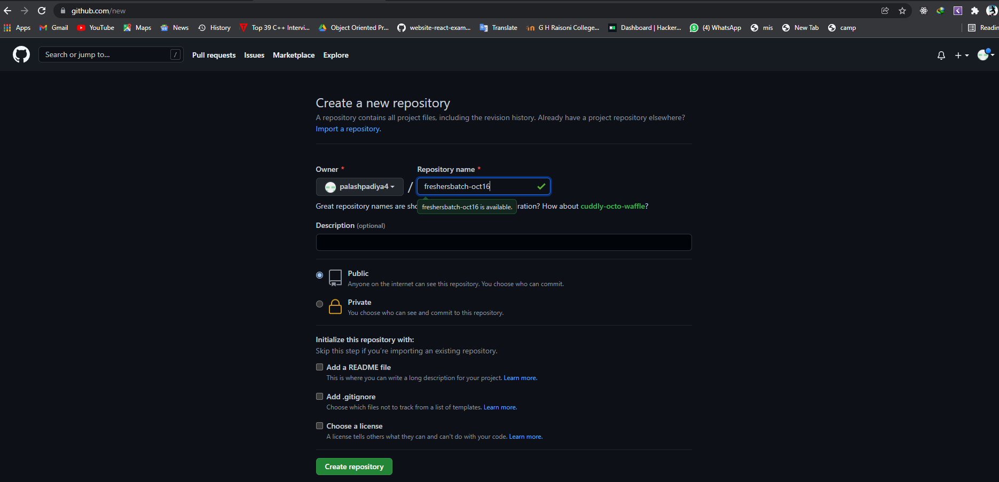 github.com/new
Apps Gmail YouTube Maps News History Top 39 C++ Intervi... Object Oriented Pr... website-react-exam... Translate G H Raisoni College... Dashboard | Hacker... (4) WhatsApp mis New Tab camp Readin
Search or jump to... / Pull requests Issues Marketplace Explore
Create a new repository
A repository contains all project files, including the revision history. Already have a project repository elsewhere?
Import a repository.
Owner * Repository name *
palashpadiya4 / freshersbatch-oct16
Great repository names are sho ration? How about cuddly-octo-waffle?
freshersbatch-oct16 is available.
Description (optional)
Public
Anyone on the internet can see this repository. You choose who can commit.
Private
You choose who can see and commit to this repository.
Initialize this repository with:
Skip this step if you're importing an existing repository.
Add a README file
This is where you can write a long description for your project. Learn more.
Add .gitignore
Choose which files not to track from a list of templates. Learn more.
Choose a license
A license tells others what they can and can't do with your code. Learn more.
Create repository